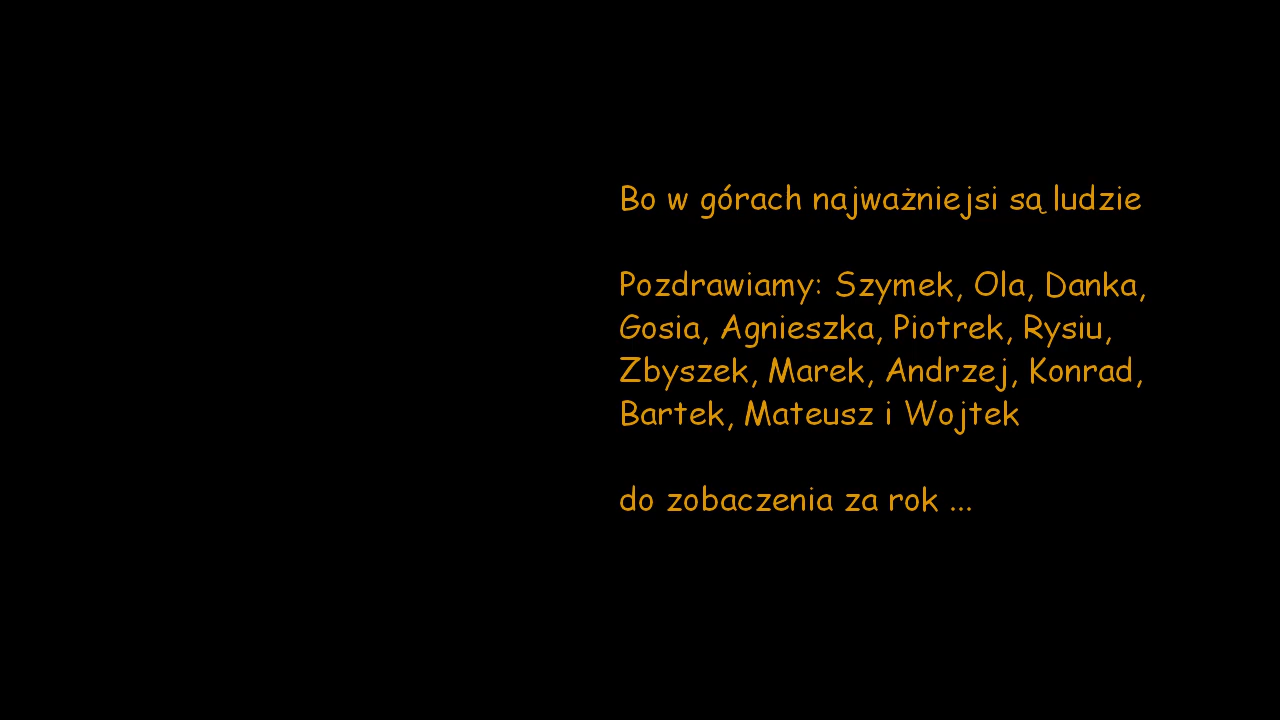 Bo w górach najważniejsi są ludzie
Pozdrawiamy: Szymek, Ola, Danka,
Gosia, Agnieszka, Piotrek, Rysiu,
Zbyszek, Marek, Andrzej, Konrad,
Bartek, Mateusz i Wojtek
do zobaczenia za rok ...